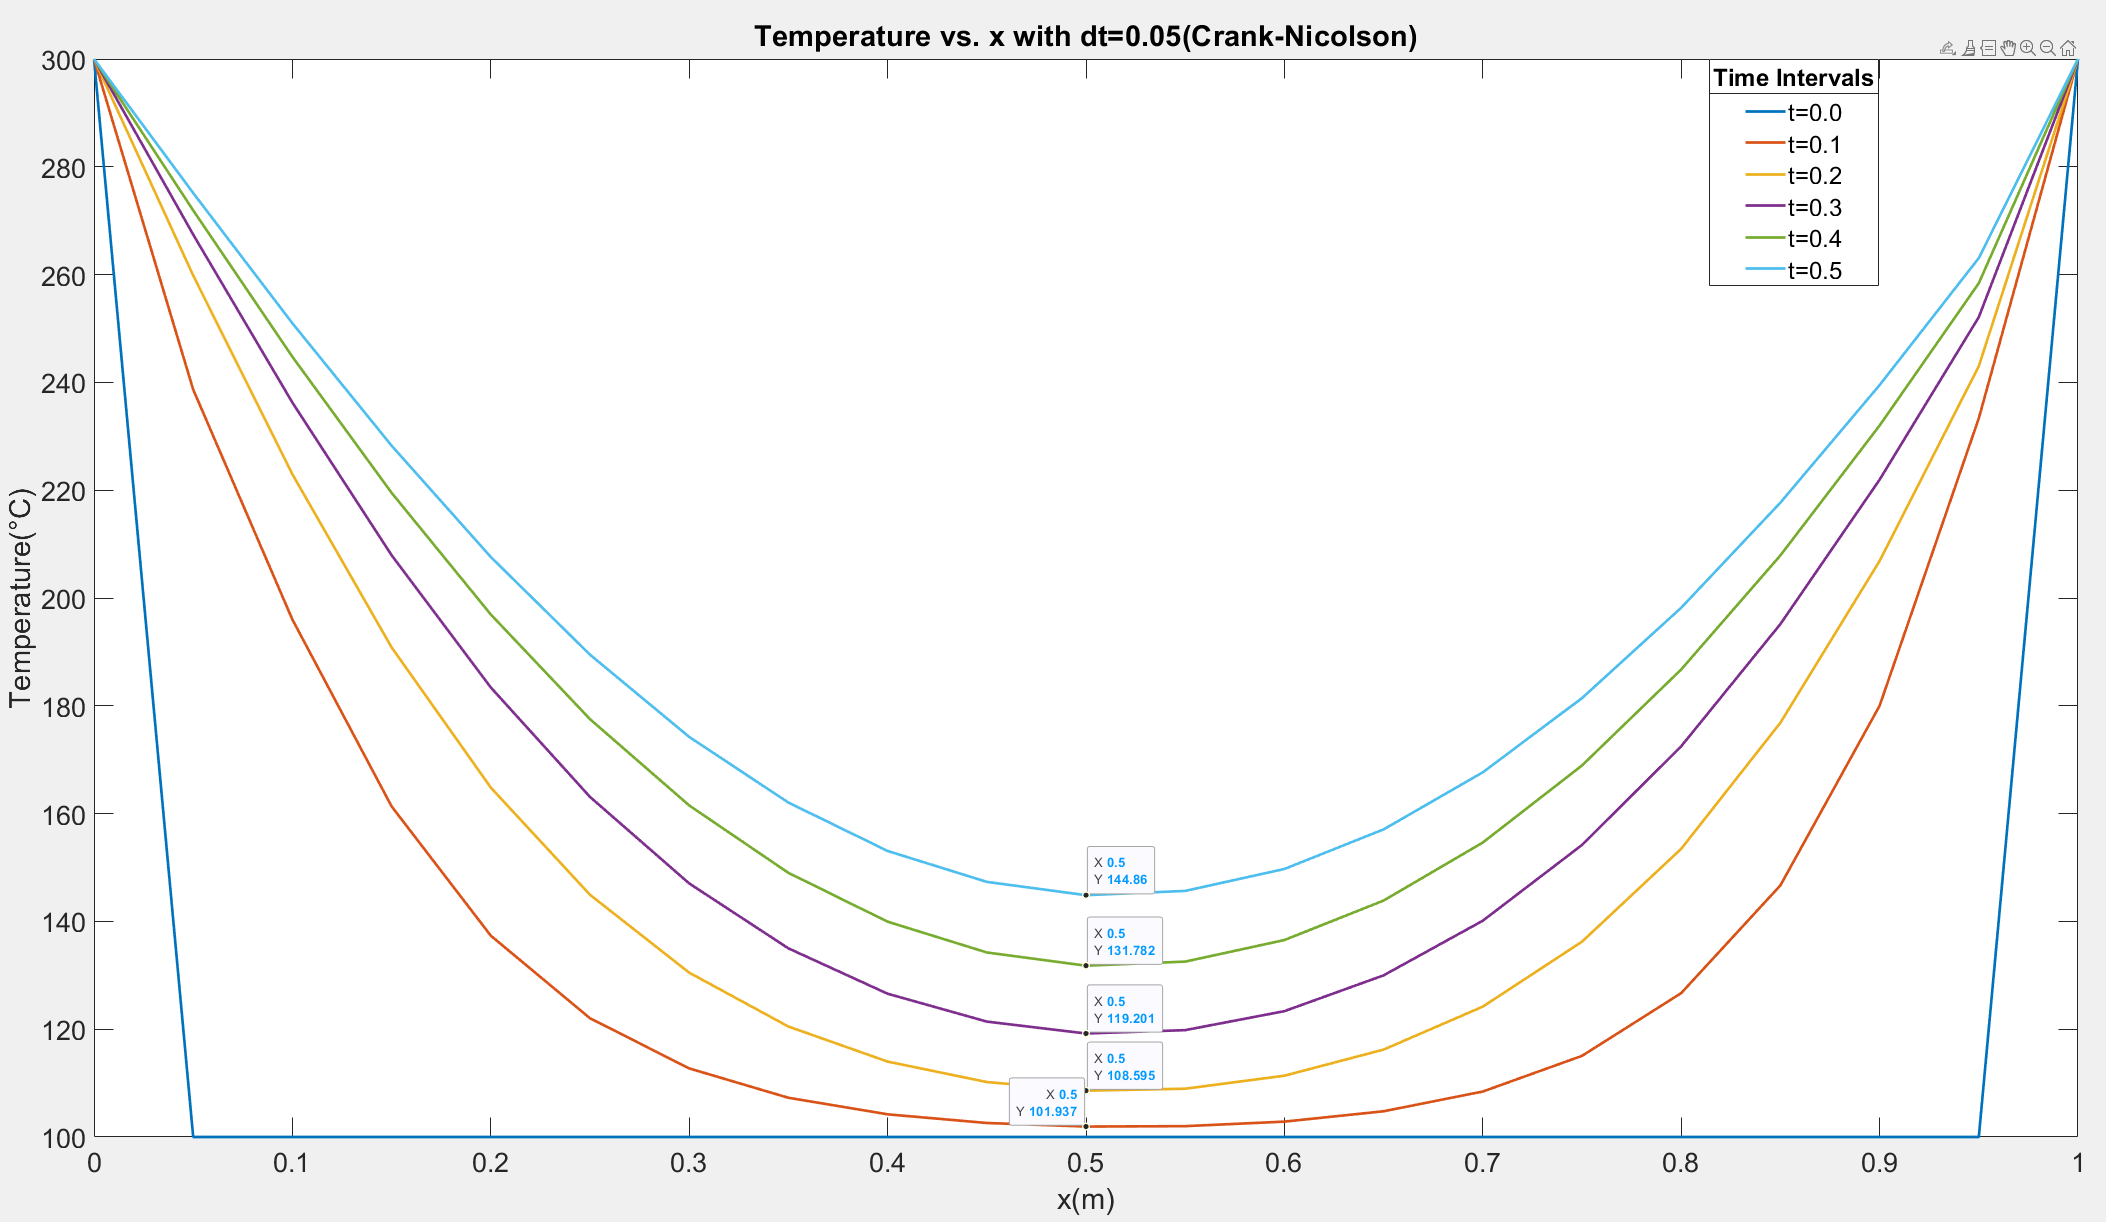 Temperature vs. x with dt=0.05(Crank-Nicolson)
Time Intervals
t=0.0
t=0.1
t=0.2
t=0.3
t=0.4
t=0.5
Temperature(°C)
300
280
260
240
220
200
180
160
140
120
100
X 0.5
Y 144.86
X 0.5
Y 131.782
X 0.5
Y 119.201
X 0.5
Y 108.595
X 0.5
Y 101.937
0 0.1 0.2 0.3 0.4 0.5 0.6 0.7 0.8 0.9 1
x(m)